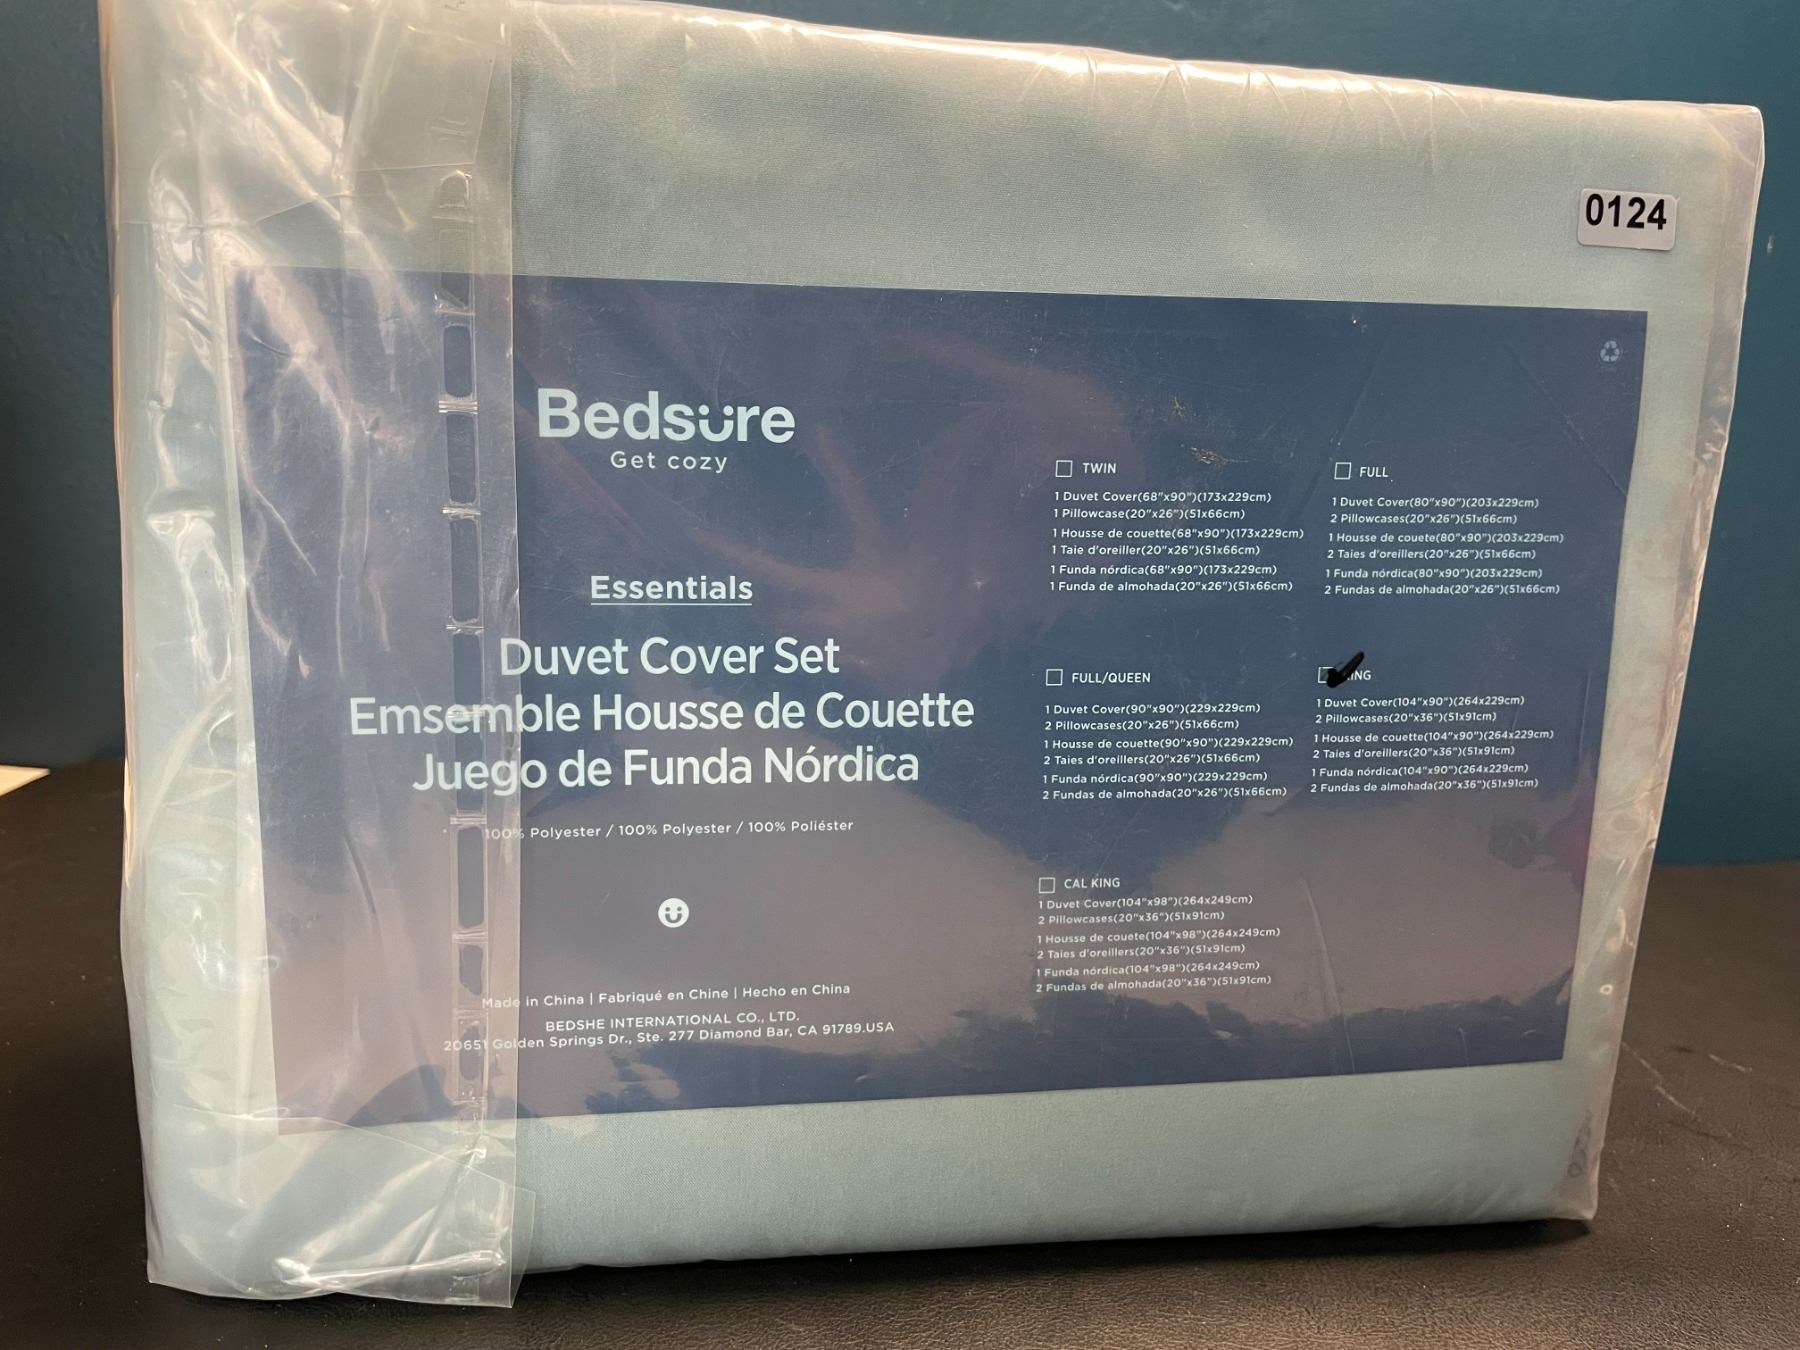 0124
Bedsure
Get cozy
Essentials
Duvet Cover Set
Emsemble Housse de Couette
Juego de Funda Nórdica
100% Polyester / 100% Polyester / 100% Poliéster
Made in China | Fabriqué en Chine | Hecho en China
BEDSHE INTERNATIONAL CO., LTD.
20651 Golden Springs Dr., Ste. 277 Diamond Bar, CA 91789.USA
TWIN
1 Duvet Cover(68"x90")(173x229cm)
1 Pillowcase(20"x26")(51x66cm)
1 Housse de couette(68"x90")(173x229cm)
1 Taie d'oreiller(20"x26")(51x66cm)
1 Funda nórdica(68"x90")(173x229cm)
1 Funda de almohada(20"x26")(51x66cm)
FULL
1 Duvet Cover(80"x90")(203x229cm)
2 Pillowcases(20"x26")(51x66cm)
1 Housse de couete(80"x90")(203x229cm)
2 Taies d'oreillers(20"x26")(51x66cm)
1 Funda nórdica(80"x90")(203x229cm)
2 Fundas de almohada(20"x26")(51x66cm)
FULL/QUEEN
1 Duvet Cover(90"x90")(229x229cm)
2 Pillowcases(20"x26")(51x66cm)
1 Housse de couette(90"x90")(229x229cm)
2 Taies d'oreillers(20"x26")(51x66cm)
1 Funda nórdica(90"x90")(229x229cm)
2 Fundas de almohada(20"x26")(51x66cm)
KING
1 Duvet Cover(104"x90")(264x229cm)
2 Pillowcases(20"x36")(51x91cm)
1 Housse de couette(104"x90")(264x229cm)
2 Taies d'oreillers(20"x36")(51x91cm)
1 Funda nórdica(104"x90")(264x229cm)
2 Fundas de almohada(20"x36")(51x91cm)
CAL KING
1 Duvet Cover(104"x98")(264x249cm)
2 Pillowcases(20"x36")(51x91cm)
1 Housse de couete(104"x98")(264x249cm)
2 Taies d'oreillers(20"x36")(51x91cm)
1 Funda nórdica(104"x98")(264x249cm)
2 Fundas de almohada(20"x36")(51x91cm)